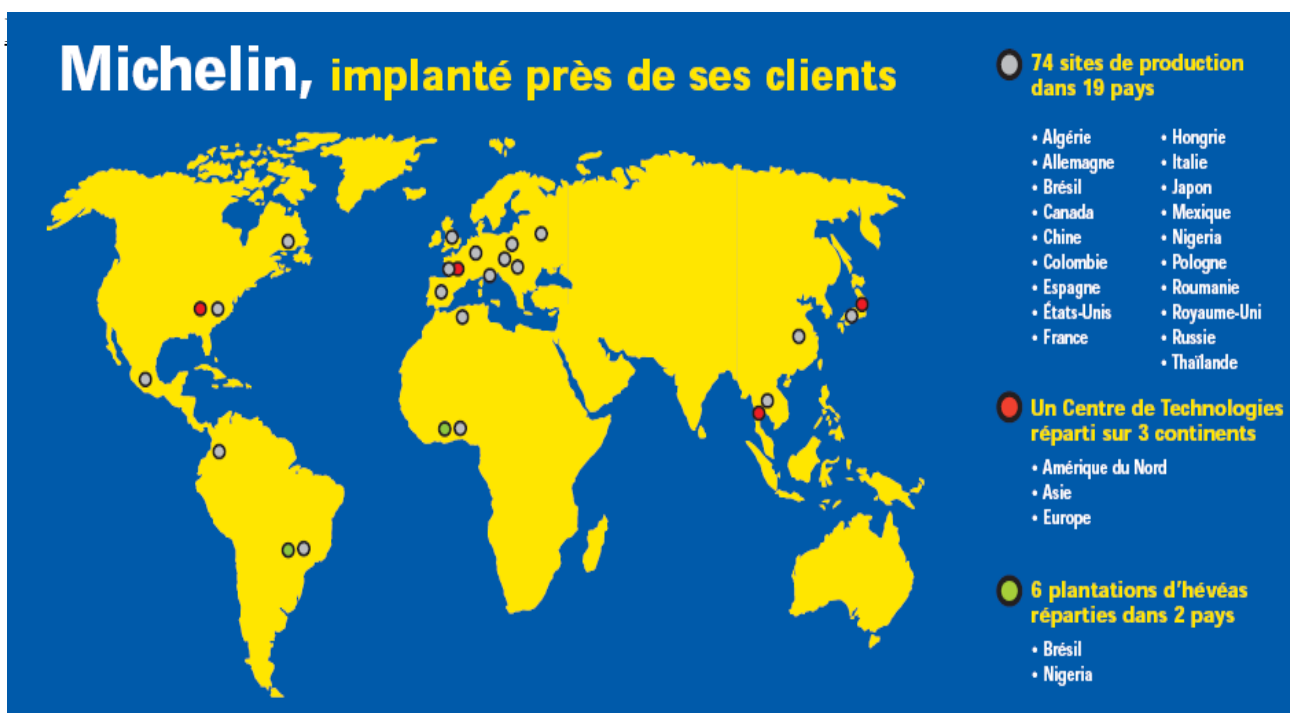 Michelin, implanté près de ses clients
74 sites de production
dans 19 pays
• Algérie
• Allemagne
• Brésil
• Canada
• Chine
• Colombie
• Espagne
• États-Unis
• France
• Hongrie
• Italie
• Japon
• Mexique
• Nigeria
• Pologne
• Roumanie
• Royaume-Uni
• Russie
• Thaïlande
Un Centre de Technologies
réparti sur 3 continents
• Amérique du Nord
• Asie
• Europe
6 plantations d'hévéas
réparties dans 2 pays
• Brésil
• Nigeria